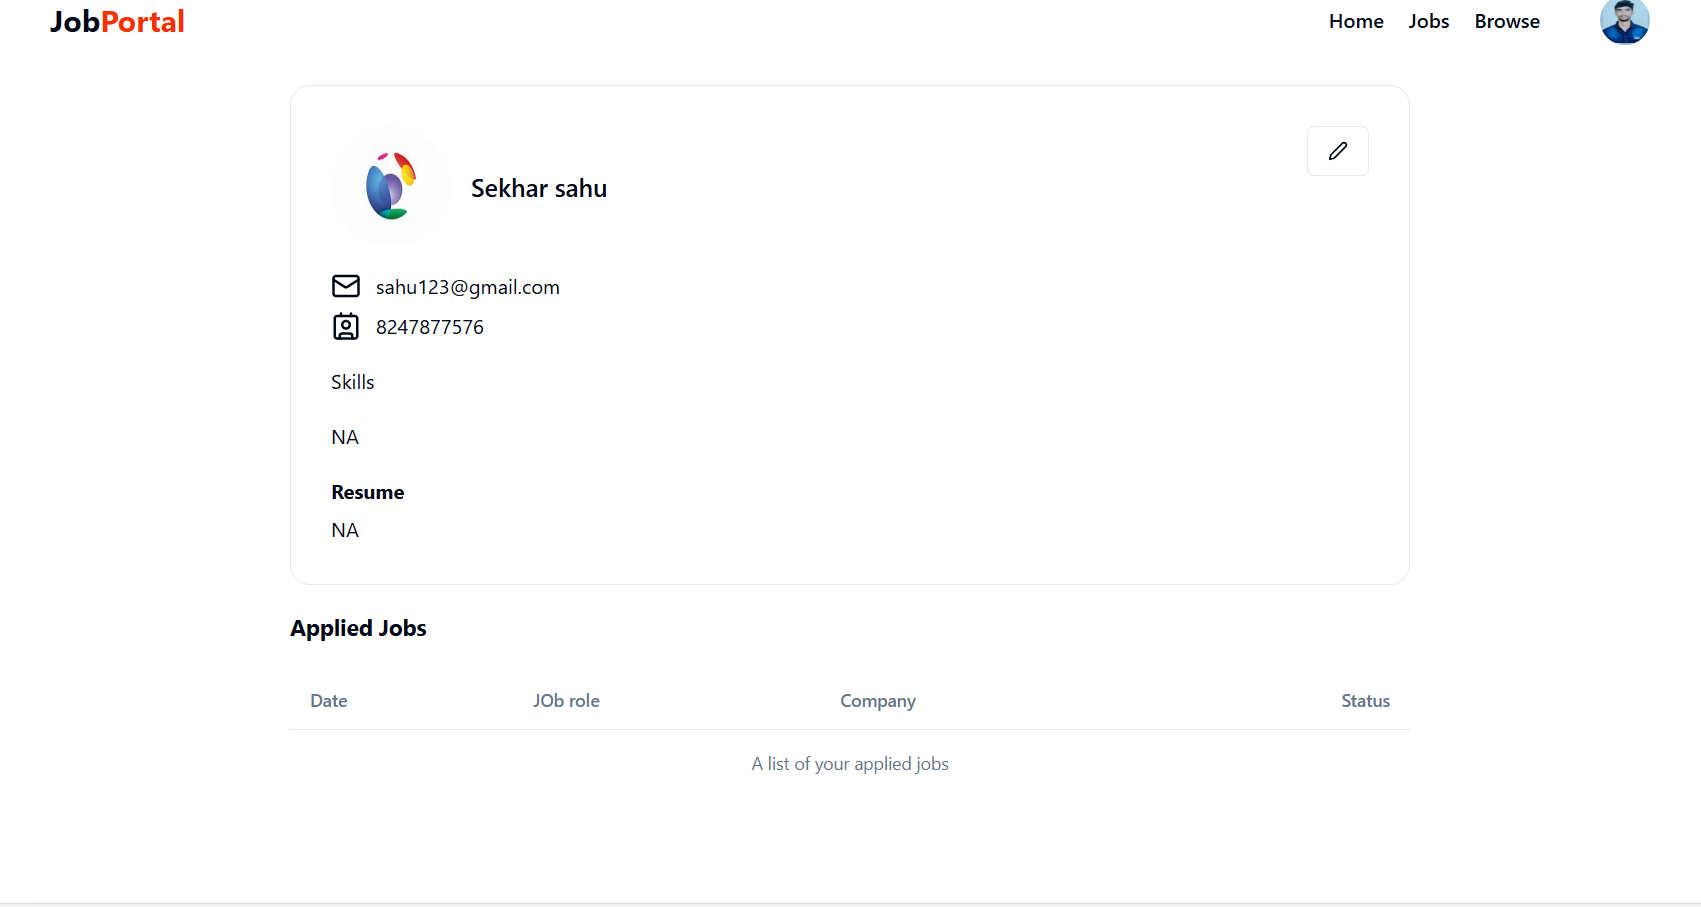 JobPortal
Home Jobs Browse
Sekhar sahu
sahu123@gmail.com
8247877576
Skills
NA
Resume
NA
Applied Jobs
Date JOb role Company Status
A list of your applied jobs